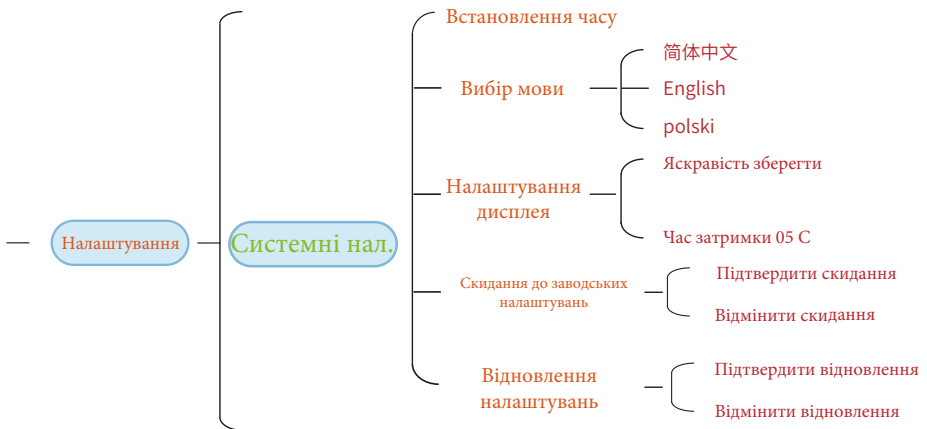 Налаштування
Системні нал.
Встановлення часу
Вибір мови
简体中文
English
polski
Налаштування
дисплея
Яскравість зберегти
Час затримки 05 С
Скидання до заводських
налаштувань
Підтвердити скидання
Відмінити скидання
Відновлення
налаштувань
Підтвердити відновлення
Відмінити відновлення